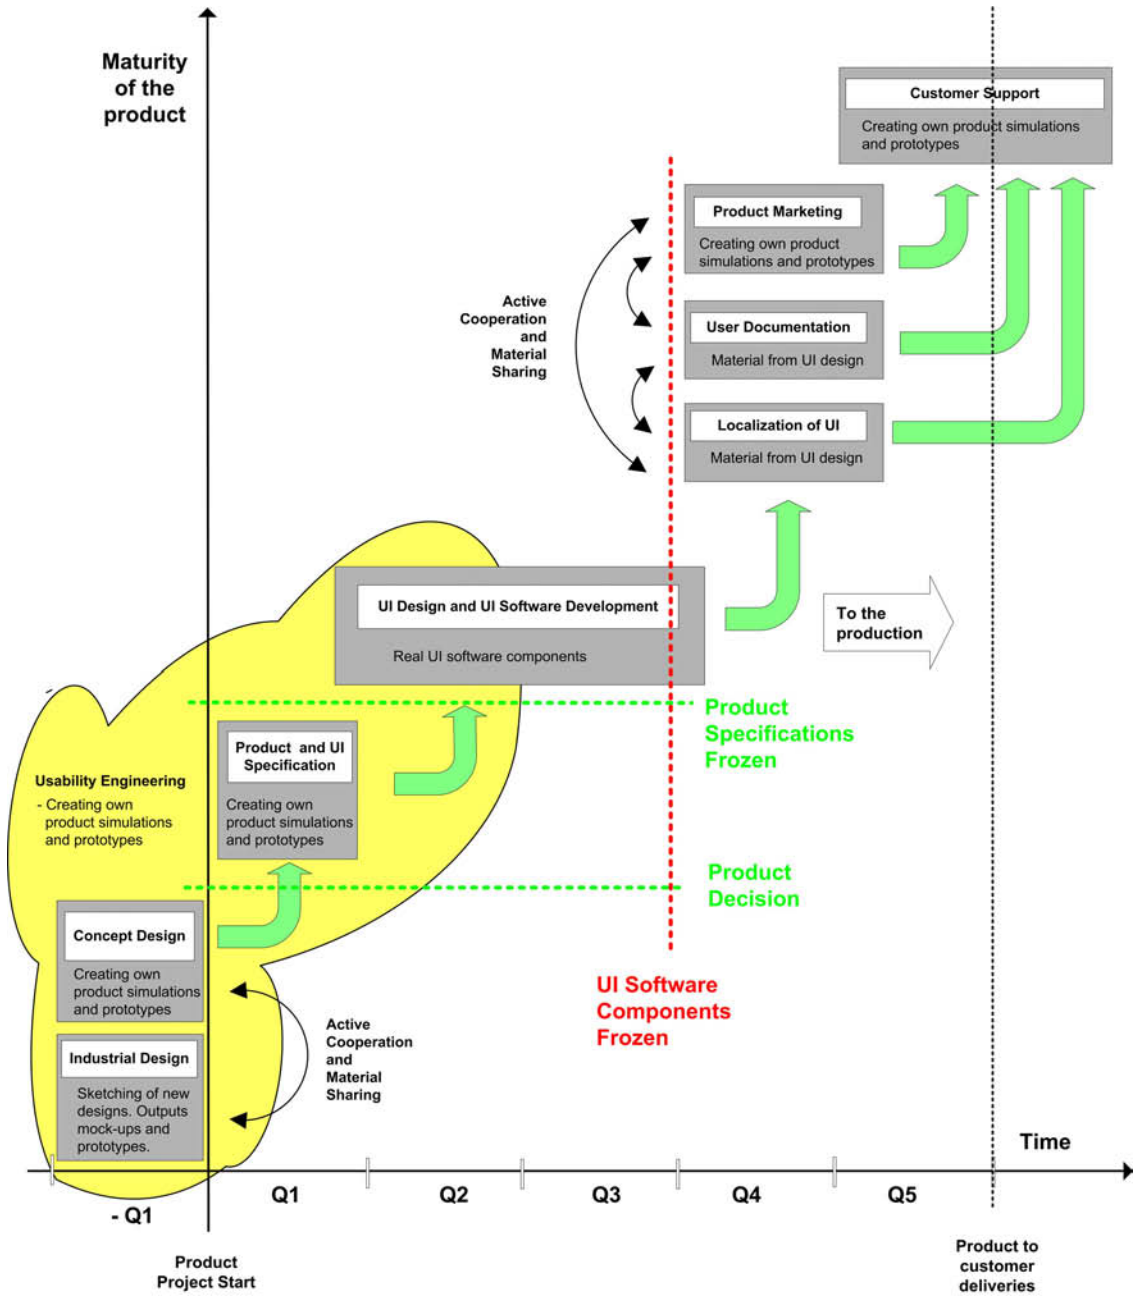 Maturity
of the
product
Customer Support
Creating own product simulations
and prototypes
Product Marketing
Creating own product
simulations and prototypes
Active
Cooperation
and
Material
Sharing
User Documentation
Material from UI design
Localization of UI
Material from UI design
UI Design and UI Software Development
Real UI software components
To the
production
Product
Specifications
Frozen
Product and UI
Specification
Creating own
product simulations
and prototypes
Usability Engineering
- Creating own
product simulations
and prototypes
Product
Decision
Concept Design
Creating own
product simulations
and prototypes
UI Software
Components
Frozen
Active
Cooperation
and
Material
Sharing
Industrial Design
Sketching of new
designs. Outputs
mock-ups and
prototypes.
Time
- Q1
Q1
Q2
Q3
Q4
Q5
Product
Project Start
Product to
customer
deliveries